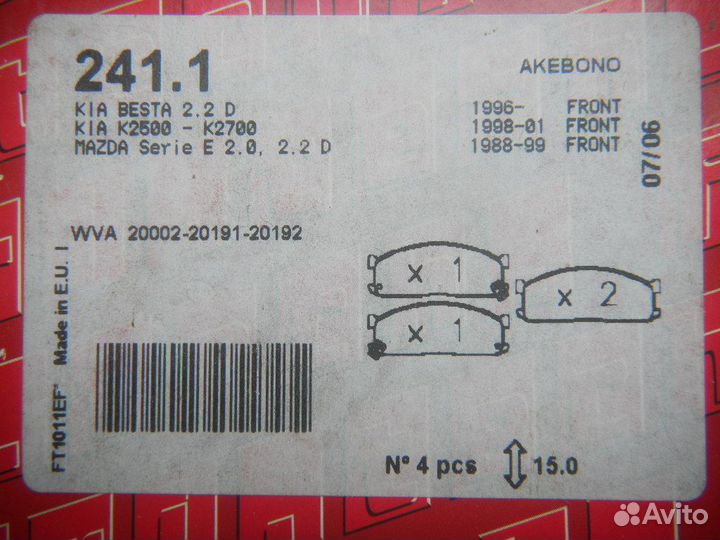 241.1
AKEBONO
KIA BESTA 2.2 D 1996- FRONT
KIA K2500 - K2700 1998-01 FRONT
MAZDA Serie E 2.0, 2.2 D 1988-99 FRONT
07/06
WVA 20002-20191-20192
x 1
x 1
x 2
FT1011EF* Made in E.U. I
N° 4 pcs 15.0
Avito